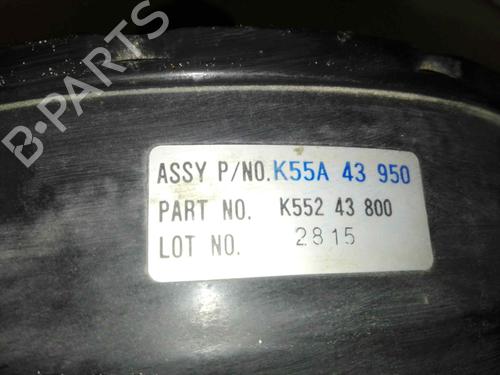 B-PARTS
ASSY P/NO. K55A 43 950
PART NO. K552 43 800
LOT NO. 2815